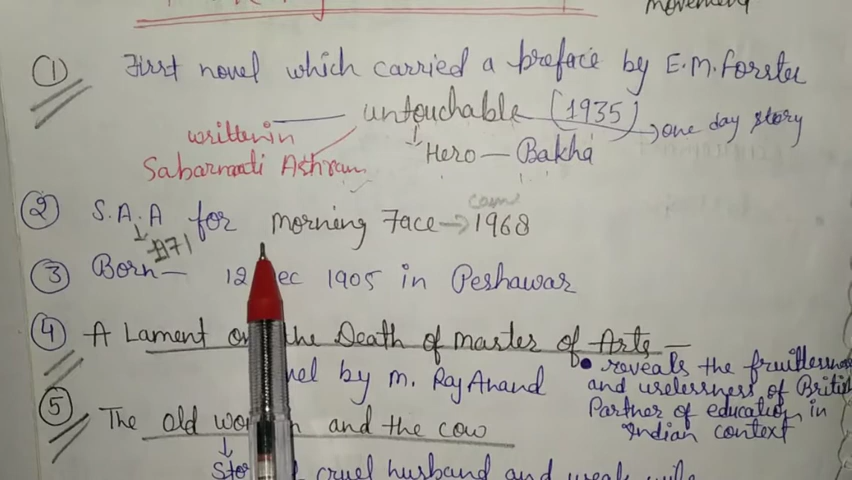 movement
① First novel which carried a preface by E.M. Forster
untouchable (1935) → one day story
written in
Sabarmati Ashram
Hero - Bakha
② S.A.A for Morning Face → 1968
came
1971
③ Born - 12 ec 1905 in Peshawar
④ A Lament on the Death of master of Arts -
nel by M. Raj Anand
• reveals the fruitlessness
and uselessness of British
Partner of education in
Indian context
⑤ The old wo n and the cow
Sto cruel husband and weak wife